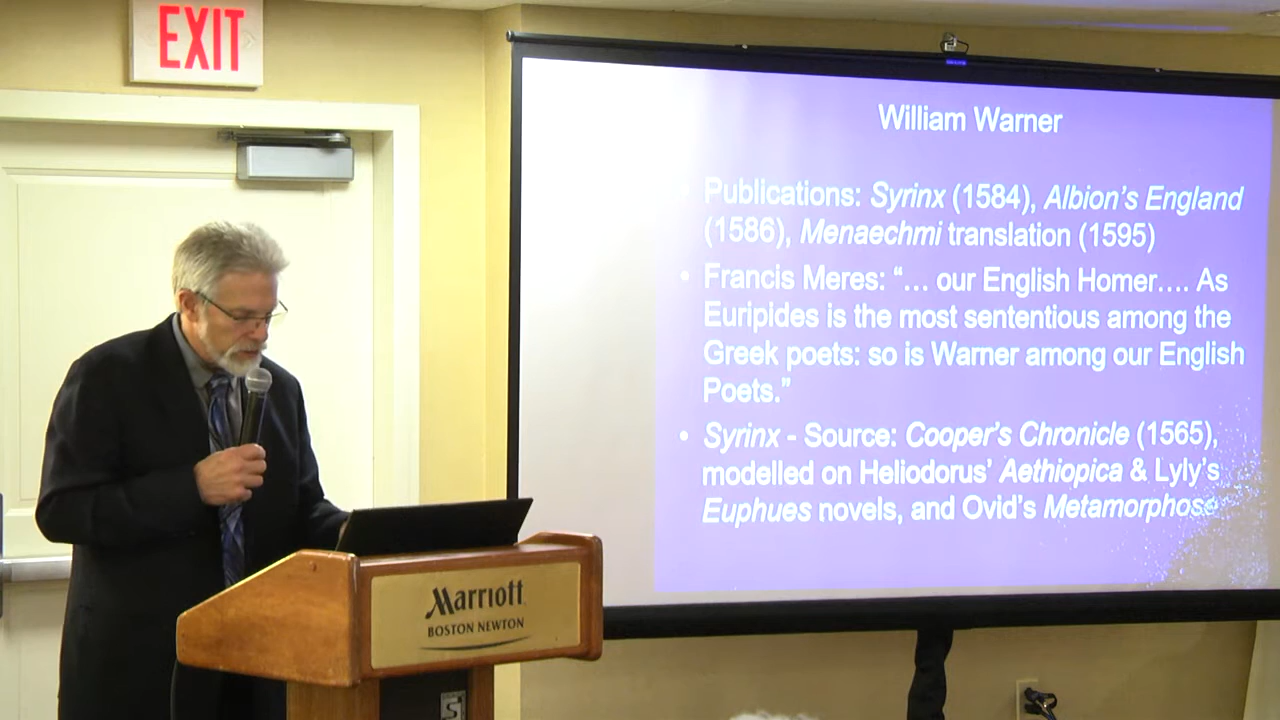 EXIT
William Warner
• Publications: Syrinx (1584), Albion's England
(1586), Menaechmi translation (1595)
• Francis Meres: “... our English Homer.... As
Euripides is the most sententious among the
Greek poets: so is Warner among our English
Poets.”
• Syrinx - Source: Cooper's Chronicle (1565),
modelled on Heliodorus' Aethiopica & Lyly's
Euphues novels, and Ovid's Metamorphose
Marriott
BOSTON NEWTON